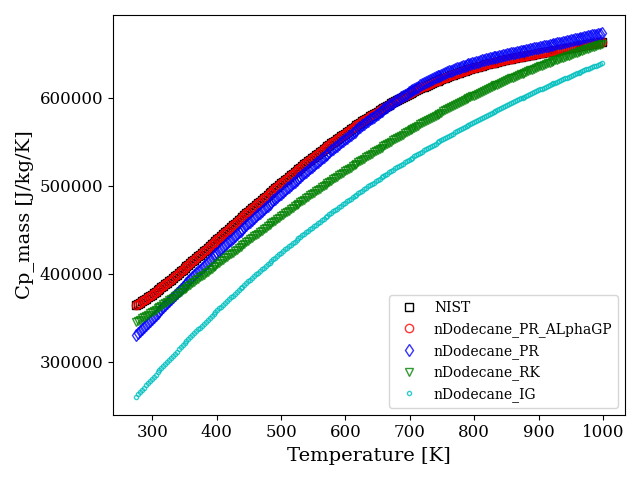 Cp_mass [J/kg/K]
600000
500000
400000
300000
NIST
nDodecane_PR_ALphaGP
nDodecane_PR
nDodecane_RK
nDodecane_IG
300 400 500 600 700 800 900 1000
Temperature [K]